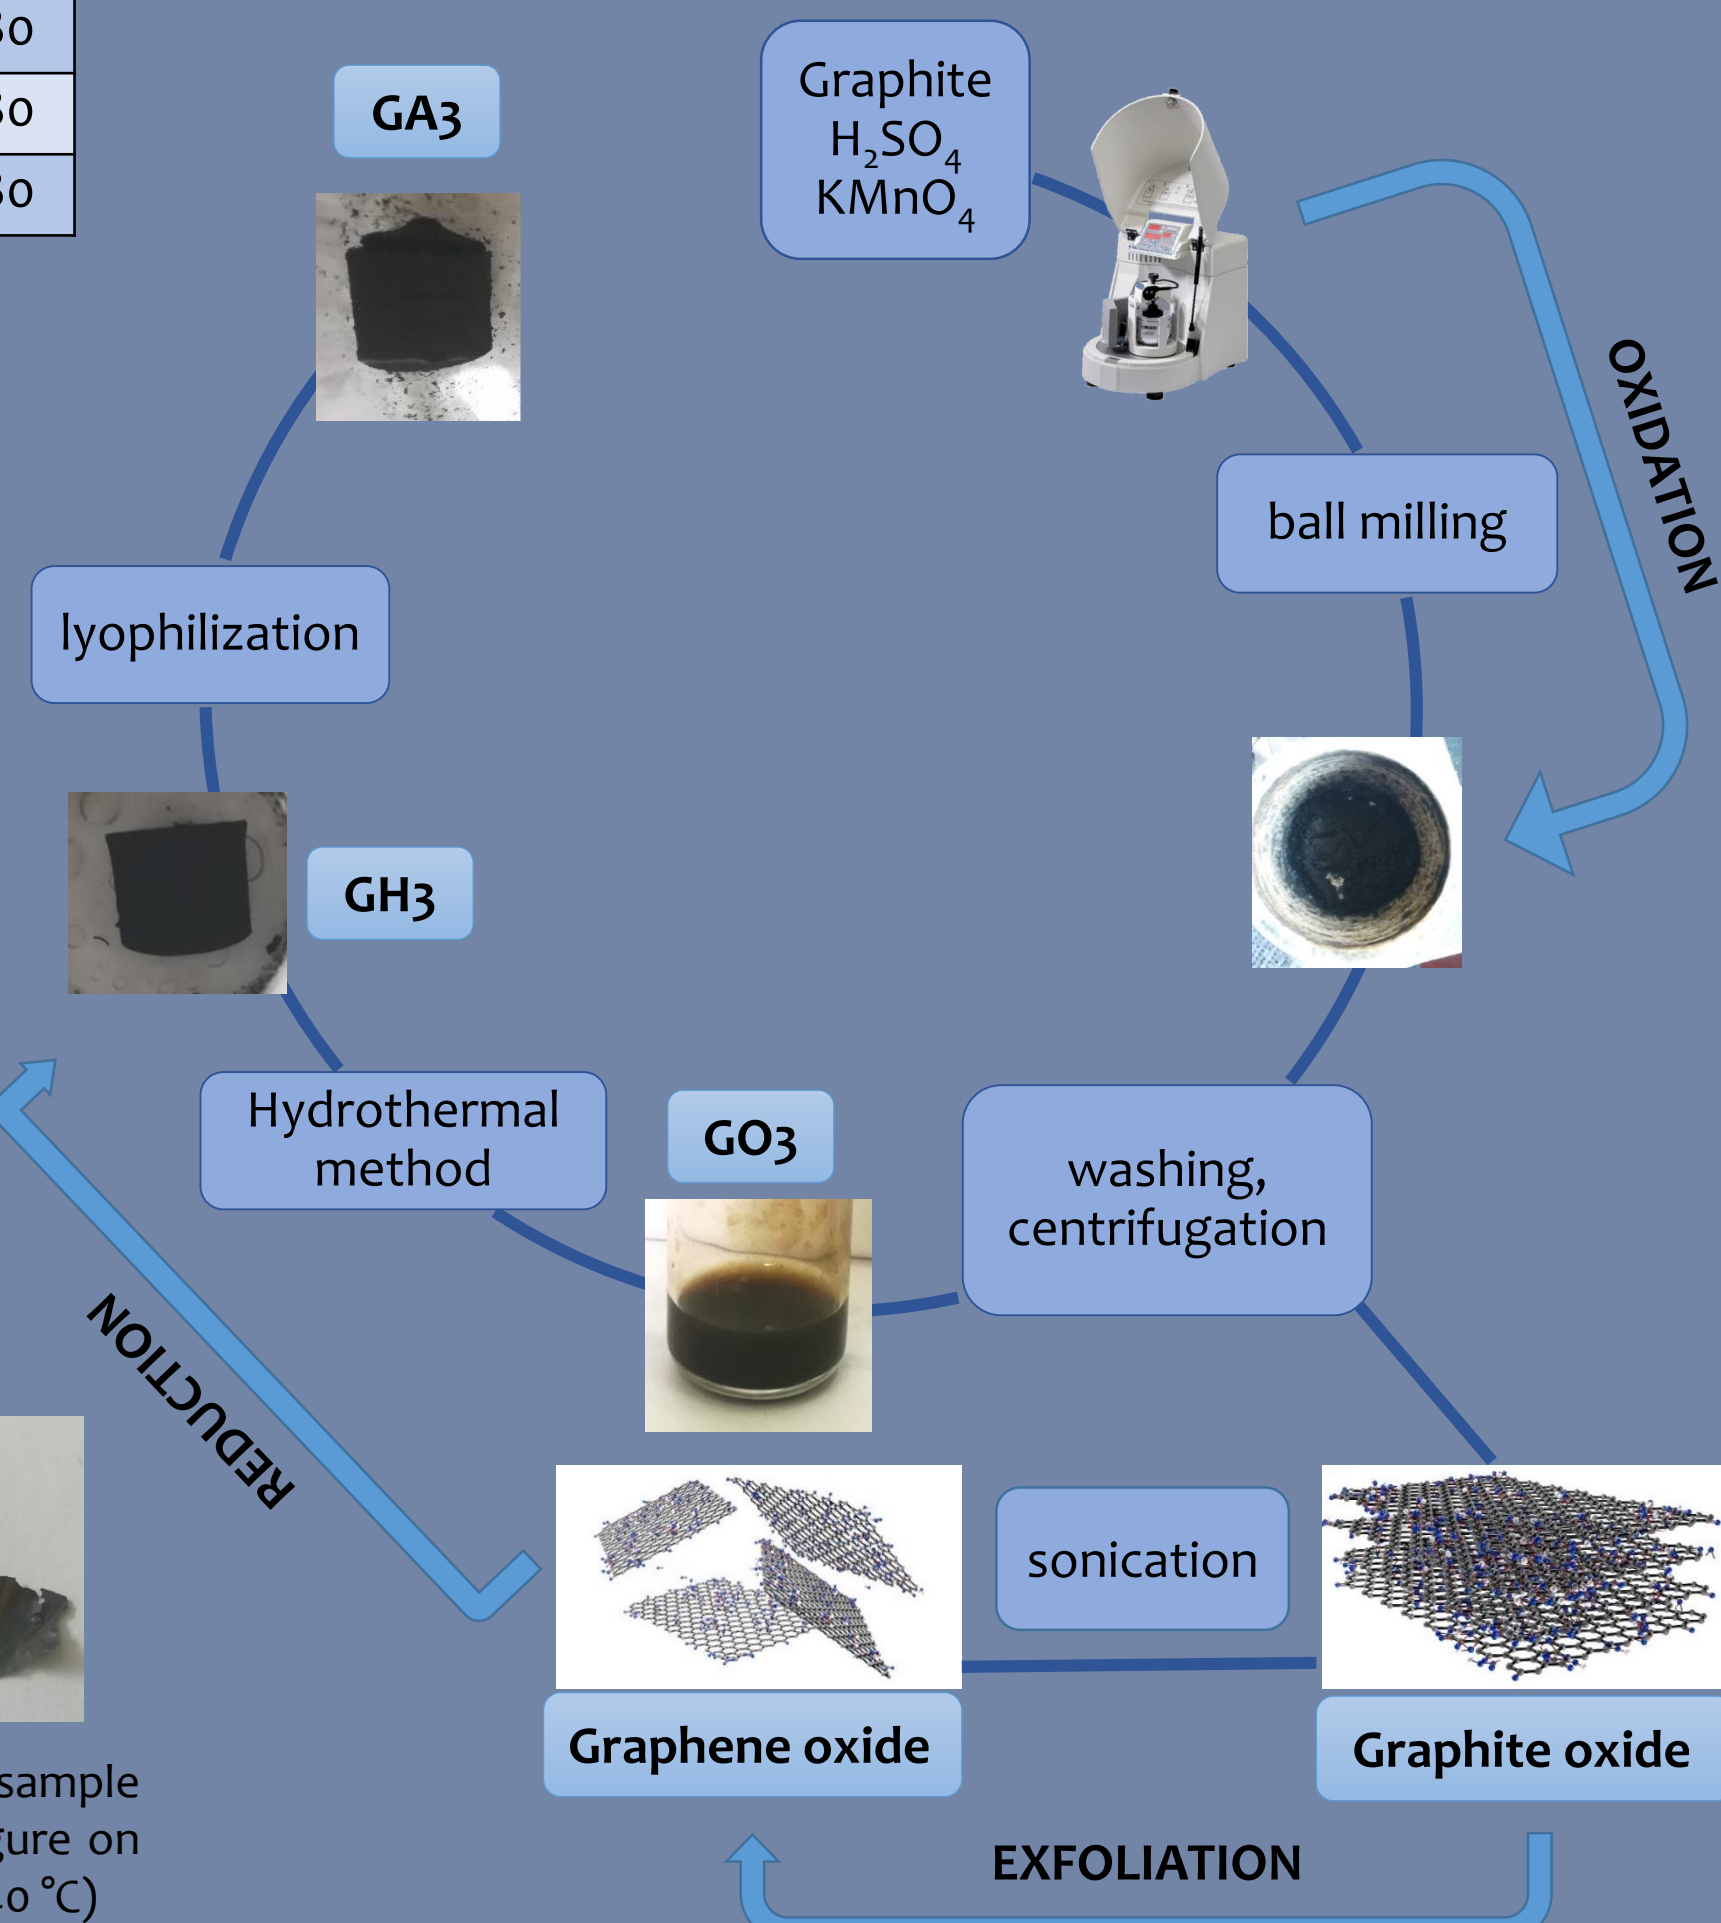 GA3
Graphite
H₂SO₄
KMnO₄
OXIDATION
ball milling
lyophilization
GH3
Hydrothermal
method
GO3
washing,
centrifugation
REDUCTION
sonication
Graphene oxide
Graphite oxide
sample
on
°C)
EXFOLIATION